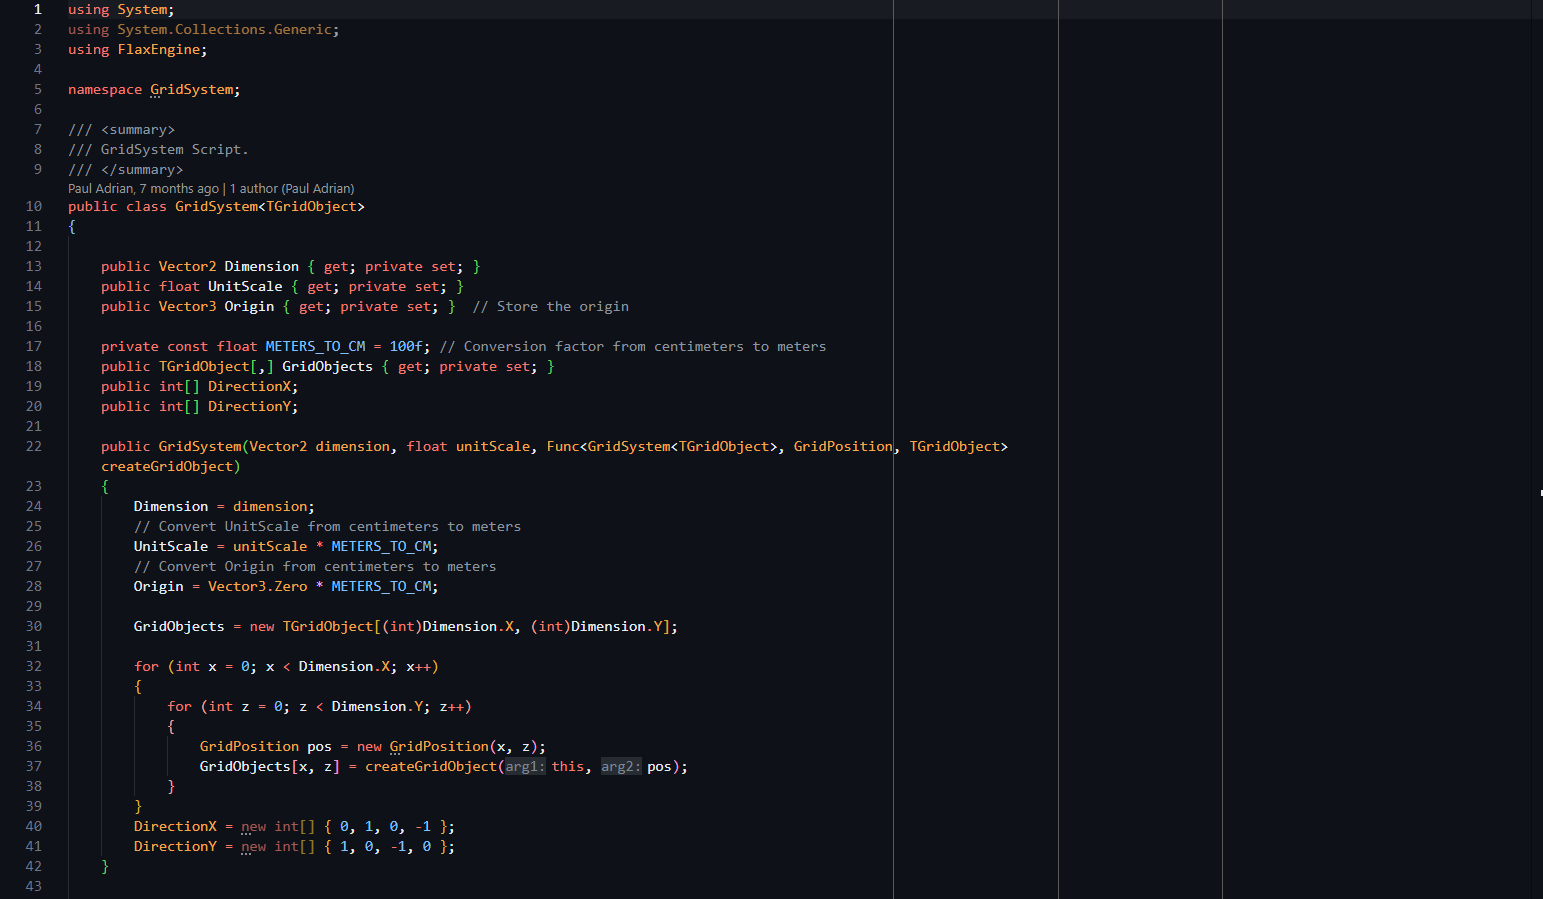 1 using System;
2 using System.Collections.Generic;
3 using FlaxEngine;
4
5 namespace GridSystem;
6
7 /// <summary>
8 /// GridSystem Script.
9 /// </summary>
Paul Adrian, 7 months ago | 1 author (Paul Adrian)
10 public class GridSystem<TGridObject>
11 {
12
13     public Vector2 Dimension { get; private set; }
14     public float UnitScale { get; private set; }
15     public Vector3 Origin { get; private set; }  // Store the origin
16
17     private const float METERS_TO_CM = 100f; // Conversion factor from centimeters to meters
18     public TGridObject[,] GridObjects { get; private set; }
19     public int[] DirectionX;
20     public int[] DirectionY;
21
22     public GridSystem(Vector2 dimension, float unitScale, Func<GridSystem<TGridObject>, GridPosition, TGridObject>
    createGridObject)
23     {
24         Dimension = dimension;
25         // Convert UnitScale from centimeters to meters
26         UnitScale = unitScale * METERS_TO_CM;
27         // Convert Origin from centimeters to meters
28         Origin = Vector3.Zero * METERS_TO_CM;
29
30         GridObjects = new TGridObject[(int)Dimension.X, (int)Dimension.Y];
31
32         for (int x = 0; x < Dimension.X; x++)
33         {
34             for (int z = 0; z < Dimension.Y; z++)
35             {
36                 GridPosition pos = new GridPosition(x, z);
37                 GridObjects[x, z] = createGridObject(arg1: this, arg2: pos);
38             }
39         }
40         DirectionX = new int[] { 0, 1, 0, -1 };
41         DirectionY = new int[] { 1, 0, -1, 0 };
42     }
43